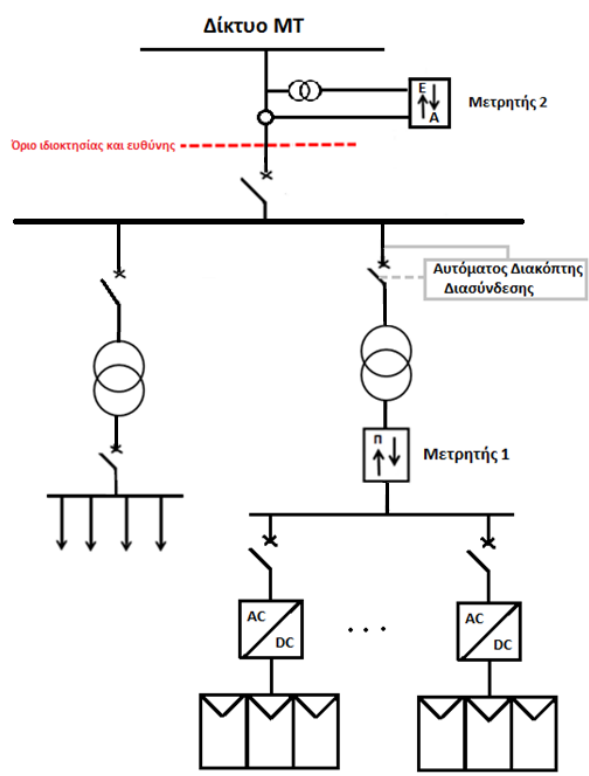 Δίκτυο ΜΤ
Ε
Α
Μετρητής 2
Όριο ιδιοκτησίας και ευθύνης
Αυτόματος Διακόπτης
Διασύνδεσης
Π
Μετρητής 1
AC
DC
...
AC
DC